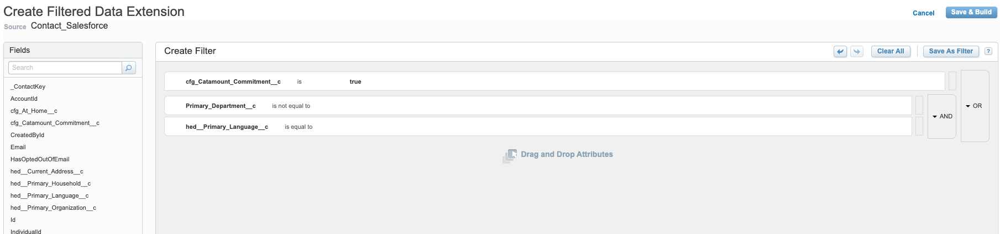 Create Filtered Data Extension
Cancel
Save & Build
Source Contact_Salesforce
Fields
Search
_ContactKey
AccountId
cfg_At_Home__c
cfg_Catamount_Commitment__c
CreatedById
Email
HasOptedOutOfEmail
hed__Current_Address__c
hed__Primary_Household__c
hed__Primary_Language__c
hed__Primary_Organization__c
Id
IndividualId
Create Filter
Clear All
Save As Filter
?
cfg_Catamount_Commitment__c is true
Primary_Department__c is not equal to
hed__Primary_Language__c is equal to
AND
OR
Drag and Drop Attributes